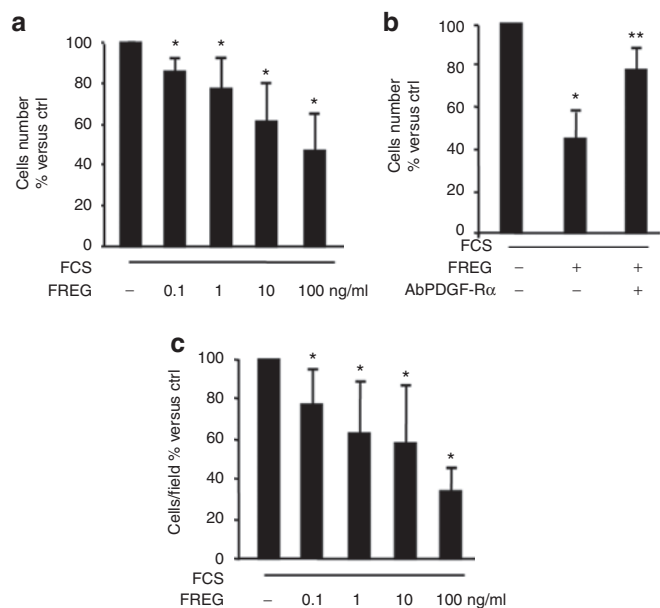 a
Cells number
% versus ctrl
100
80
60
40
20
0
* * * *
FCS
FREG – 0.1 1 10 100 ng/ml
b
Cells number
% versus ctrl
100
80
60
40
20
0
* **
FCS
FREG – + +
AbPDGF-Rα – – +
c
Cells/field % versus ctrl
100
80
60
40
20
0
* * * *
FCS
FREG – 0.1 1 10 100 ng/ml